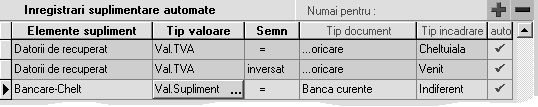 Inregistrari suplimentare automate Numai pentru :
Elemente supliment Tip valoare Semn Tip document Tip incadrare auto
Datorii de recuperat Val.TVA = ...oricare Cheltuiala ✓
Datorii de recuperat Val.TVA inversat ...oricare Venit ✓
Bancare-Chelt Val.Supliment ... = Banca curente Indiferent ✓